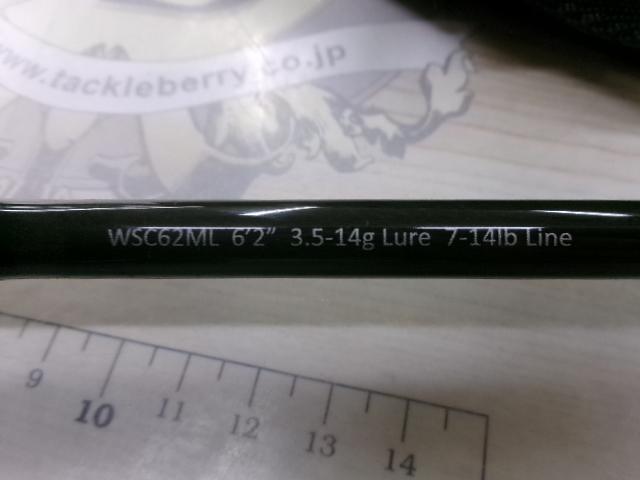 www.tackleberry.co.jp
WSC62ML 6'2" 3.5-14g Lure 7-14lb Line
9 10 11 12 13 14